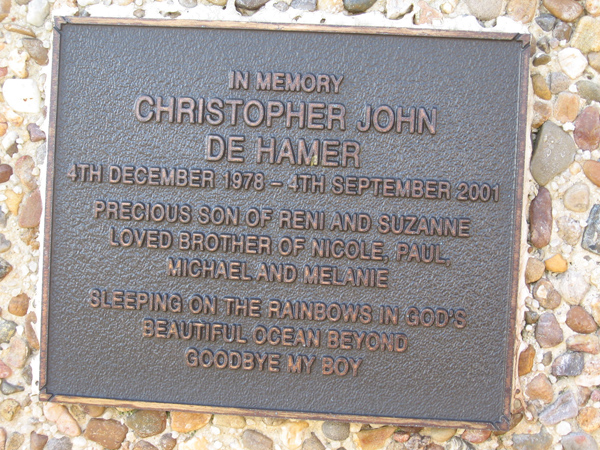 IN MEMORY
CHRISTOPHER JOHN
DE HAMER
4TH DECEMBER 1978 – 4TH SEPTEMBER 2001
PRECIOUS SON OF RENI AND SUZANNE
LOVED BROTHER OF NICOLE, PAUL,
MICHAEL AND MELANIE
SLEEPING ON THE RAINBOWS IN GOD'S
BEAUTIFUL OCEAN BEYOND
GOODBYE MY BOY